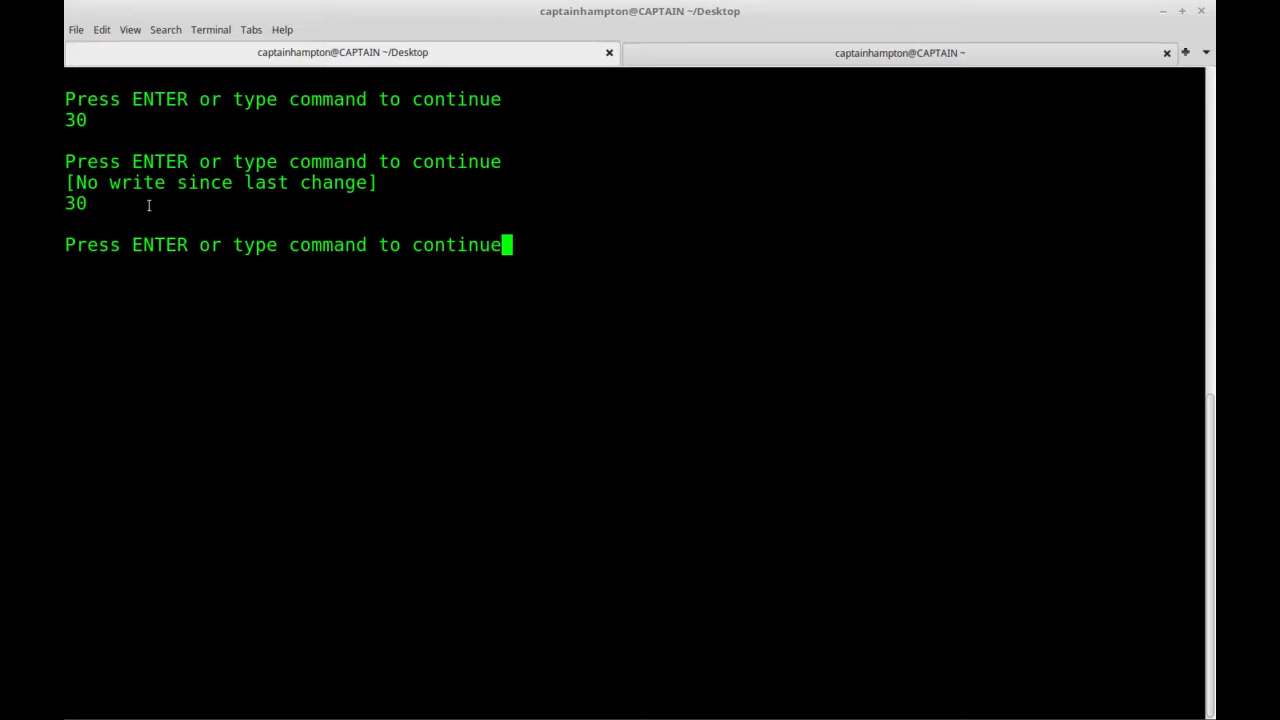 captainhampton@CAPTAIN ~/Desktop
File Edit View Search Terminal Tabs Help
captainhampton@CAPTAIN ~/Desktop captainhampton@CAPTAIN ~
Press ENTER or type command to continue
30
Press ENTER or type command to continue
[No write since last change]
30
Press ENTER or type command to continue